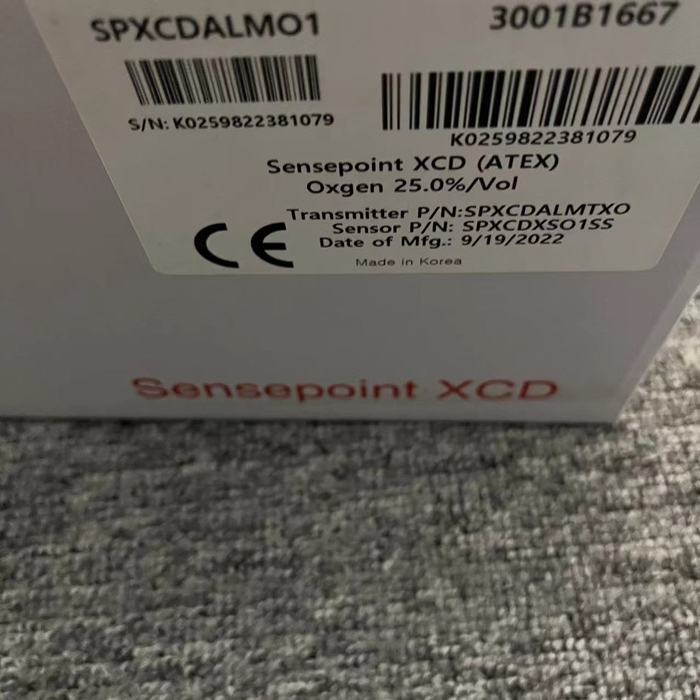 SPXCDALMO1
3001B1667
S/N: K0259822381079
K0259822381079
Sensepoint XCD (ATEX)
Oxgen 25.0%/Vol
Transmitter P/N:SPXCDALMTXO
Sensor P/N: SPXCDXSO1SS
Date of Mfg.: 9/19/2022
CE
Made in Korea
Sensepoint XCD